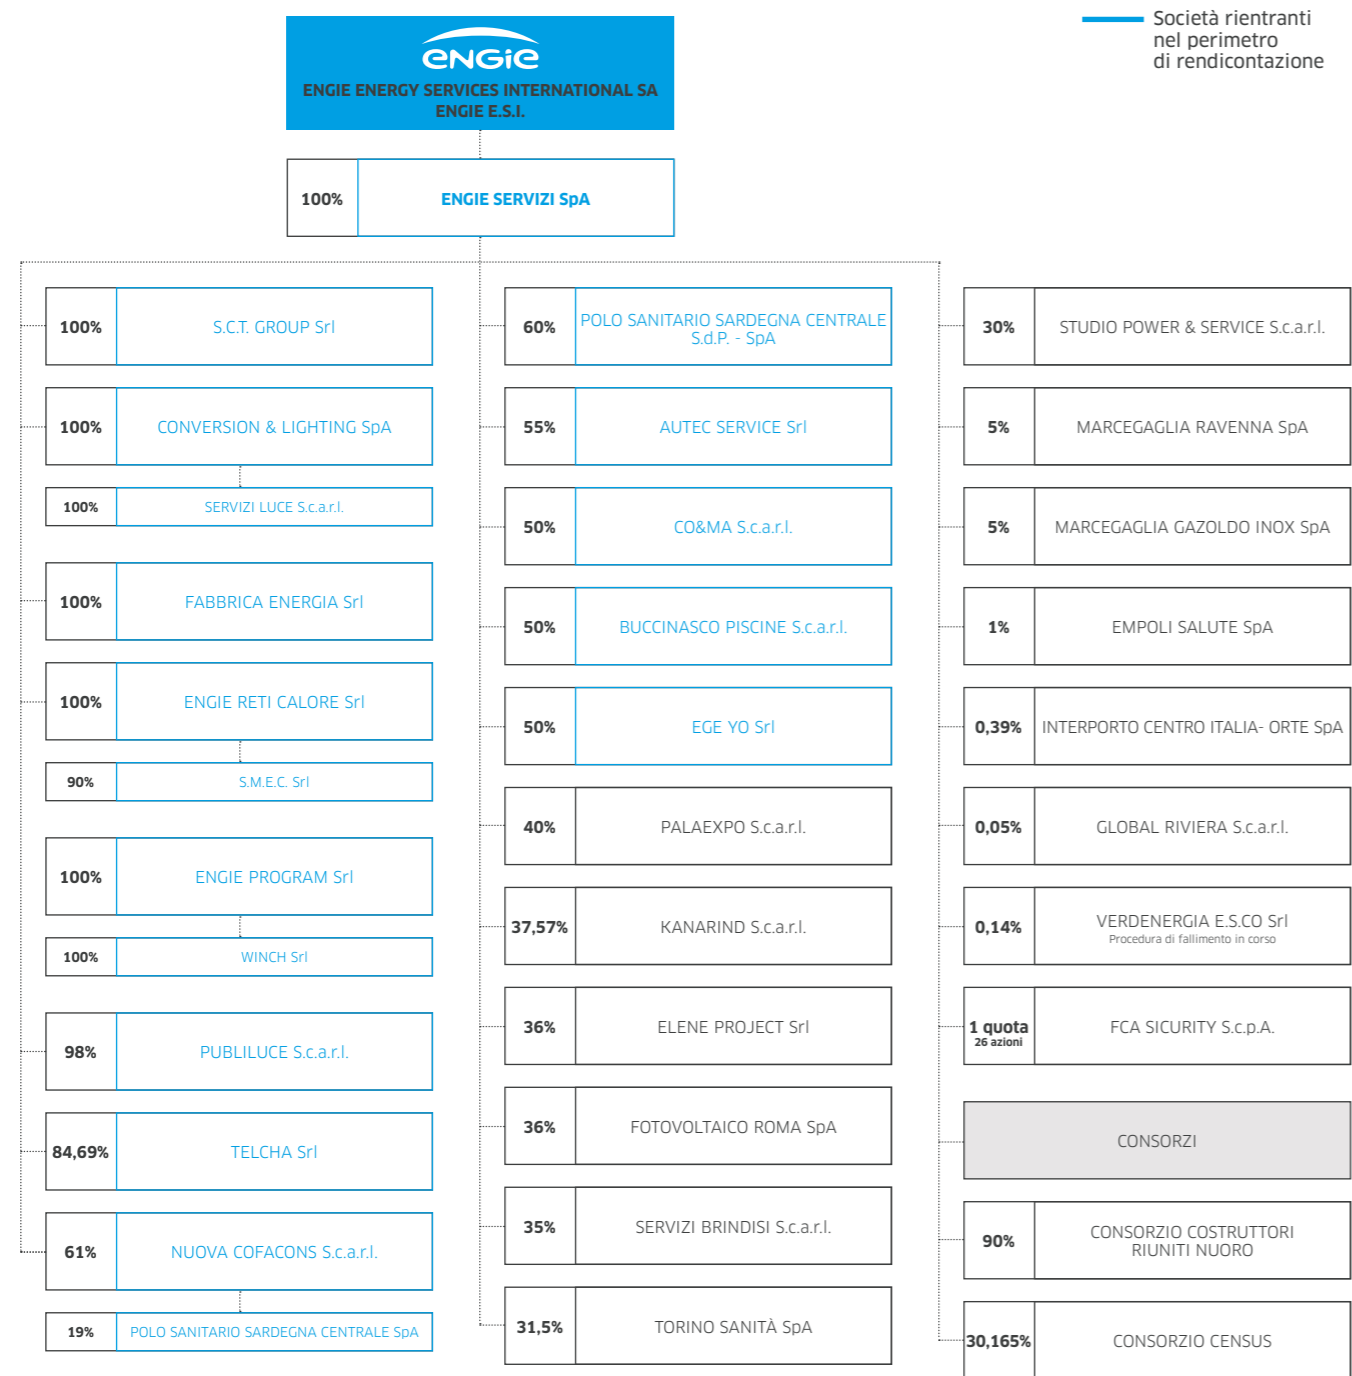 Società rientranti
nel perimetro
di rendicontazione
ENGIE
ENGIE ENERGY SERVICES INTERNATIONAL SA
ENGIE E.S.I.
100%
ENGIE SERVIZI SpA
100%
S.C.T. GROUP Srl
100%
CONVERSION & LIGHTING SpA
100%
SERVIZI LUCE S.c.a.r.l.
100%
FABBRICA ENERGIA Srl
100%
ENGIE RETI CALORE Srl
90%
S.M.E.C. Srl
100%
ENGIE PROGRAM Srl
100%
WINCH Srl
98%
PUBLILUCE S.c.a.r.l.
84,69%
TELCHA Srl
61%
NUOVA COFACONS S.c.a.r.l.
19%
POLO SANITARIO SARDEGNA CENTRALE SpA
60%
POLO SANITARIO SARDEGNA CENTRALE
S.d.P. - SpA
55%
AUTEC SERVICE Srl
50%
CO&MA S.c.a.r.l.
50%
BUCCINASCO PISCINE S.c.a.r.l.
50%
EGE YO Srl
40%
PALAEXPO S.c.a.r.l.
37,57%
KANARIND S.c.a.r.l.
36%
ELENE PROJECT Srl
36%
FOTOVOLTAICO ROMA SpA
35%
SERVIZI BRINDISI S.c.a.r.l.
31,5%
TORINO SANITÀ SpA
30%
STUDIO POWER & SERVICE S.c.a.r.l.
5%
MARCEGAGLIA RAVENNA SpA
5%
MARCEGAGLIA GAZOLDO INOX SpA
1%
EMPOLI SALUTE SpA
0,39%
INTERPORTO CENTRO ITALIA- ORTE SpA
0,05%
GLOBAL RIVIERA S.c.a.r.l.
0,14%
VERDENERGIA E.S.CO Srl
Procedura di fallimento in corso
1 quota
26 azioni
FCA SICURITY S.c.p.A.
CONSORZI
90%
CONSORZIO COSTRUTTORI
RIUNITI NUORO
30,165%
CONSORZIO CENSUS